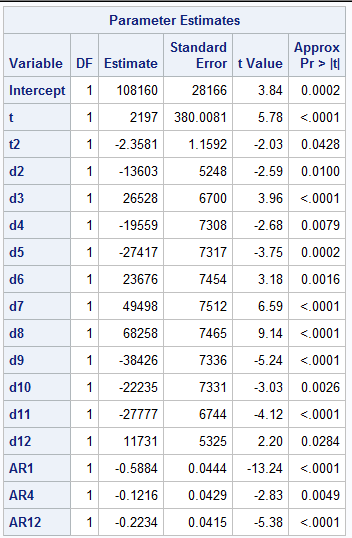 Parameter Estimates
Variable DF Estimate Standard Error t Value Approx Pr > |t|
Intercept 1 108160 28166 3.84 0.0002
t 1 2197 380.0081 5.78 <.0001
t2 1 -2.3581 1.1592 -2.03 0.0428
d2 1 -13603 5248 -2.59 0.0100
d3 1 26528 6700 3.96 <.0001
d4 1 -19559 7308 -2.68 0.0079
d5 1 -27417 7317 -3.75 0.0002
d6 1 23676 7454 3.18 0.0016
d7 1 49498 7512 6.59 <.0001
d8 1 68258 7465 9.14 <.0001
d9 1 -38426 7336 -5.24 <.0001
d10 1 -22235 7331 -3.03 0.0026
d11 1 -27777 6744 -4.12 <.0001
d12 1 11731 5325 2.20 0.0284
AR1 1 -0.5884 0.0444 -13.24 <.0001
AR4 1 -0.1216 0.0429 -2.83 0.0049
AR12 1 -0.2234 0.0415 -5.38 <.0001